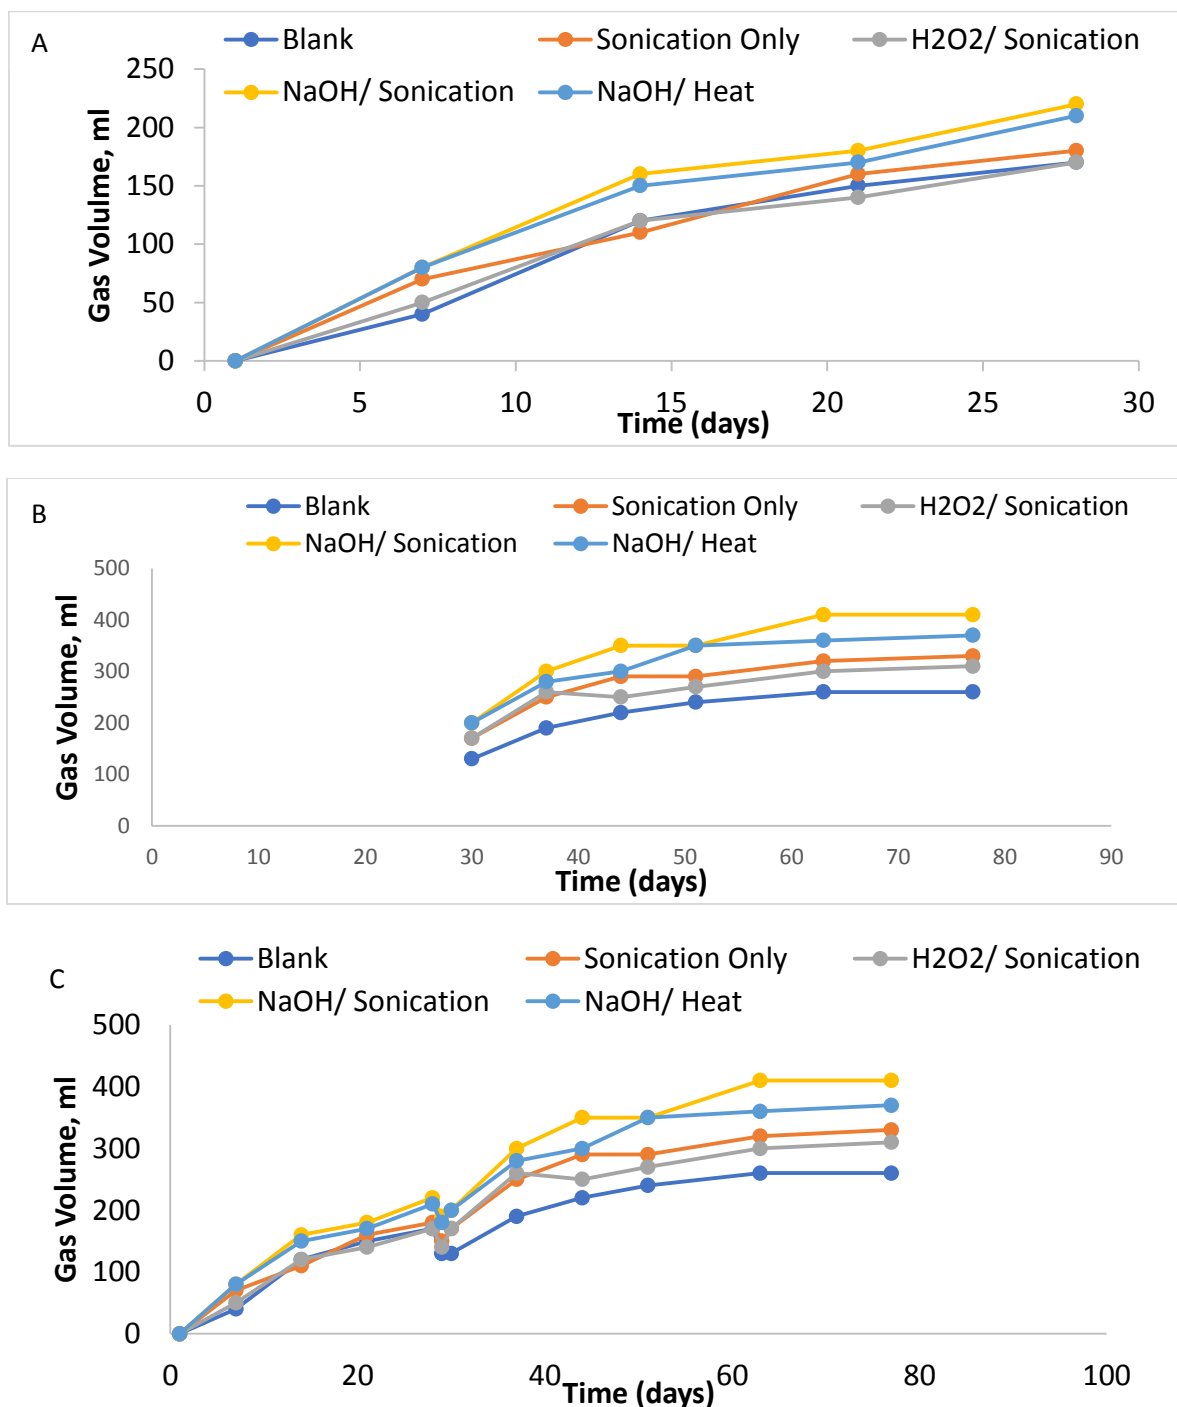 A
Blank Sonication Only H2O2/ Sonication
NaOH/ Sonication NaOH/ Heat
250
200
150
100
50
0
Gas Volulme, ml
0 5 10 15 20 25 30
Time (days)
B
Blank Sonication Only H2O2/ Sonication
NaOH/ Sonication NaOH/ Heat
500
400
300
200
100
0
Gas Volume, ml
0 10 20 30 40 50 60 70 80 90
Time (days)
C
Blank Sonication Only H2O2/ Sonication
NaOH/ Sonication NaOH/ Heat
500
400
300
200
100
0
Gas Volume, ml
0 20 40 60 80 100
Time (days)